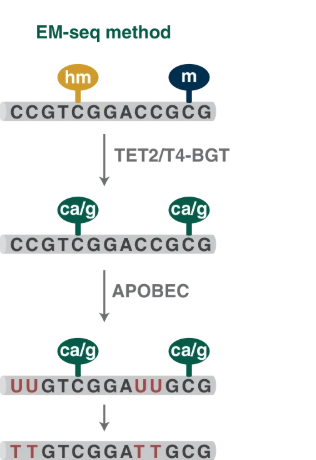 EM-seq method
hm m
CCGTCGGACCGCG
TET2/T4-BGT
ca/g ca/g
CCGTCGGACCGCG
APOBEC
ca/g ca/g
UUGTCGGAUUGCG
TTGTCGGATTGCG